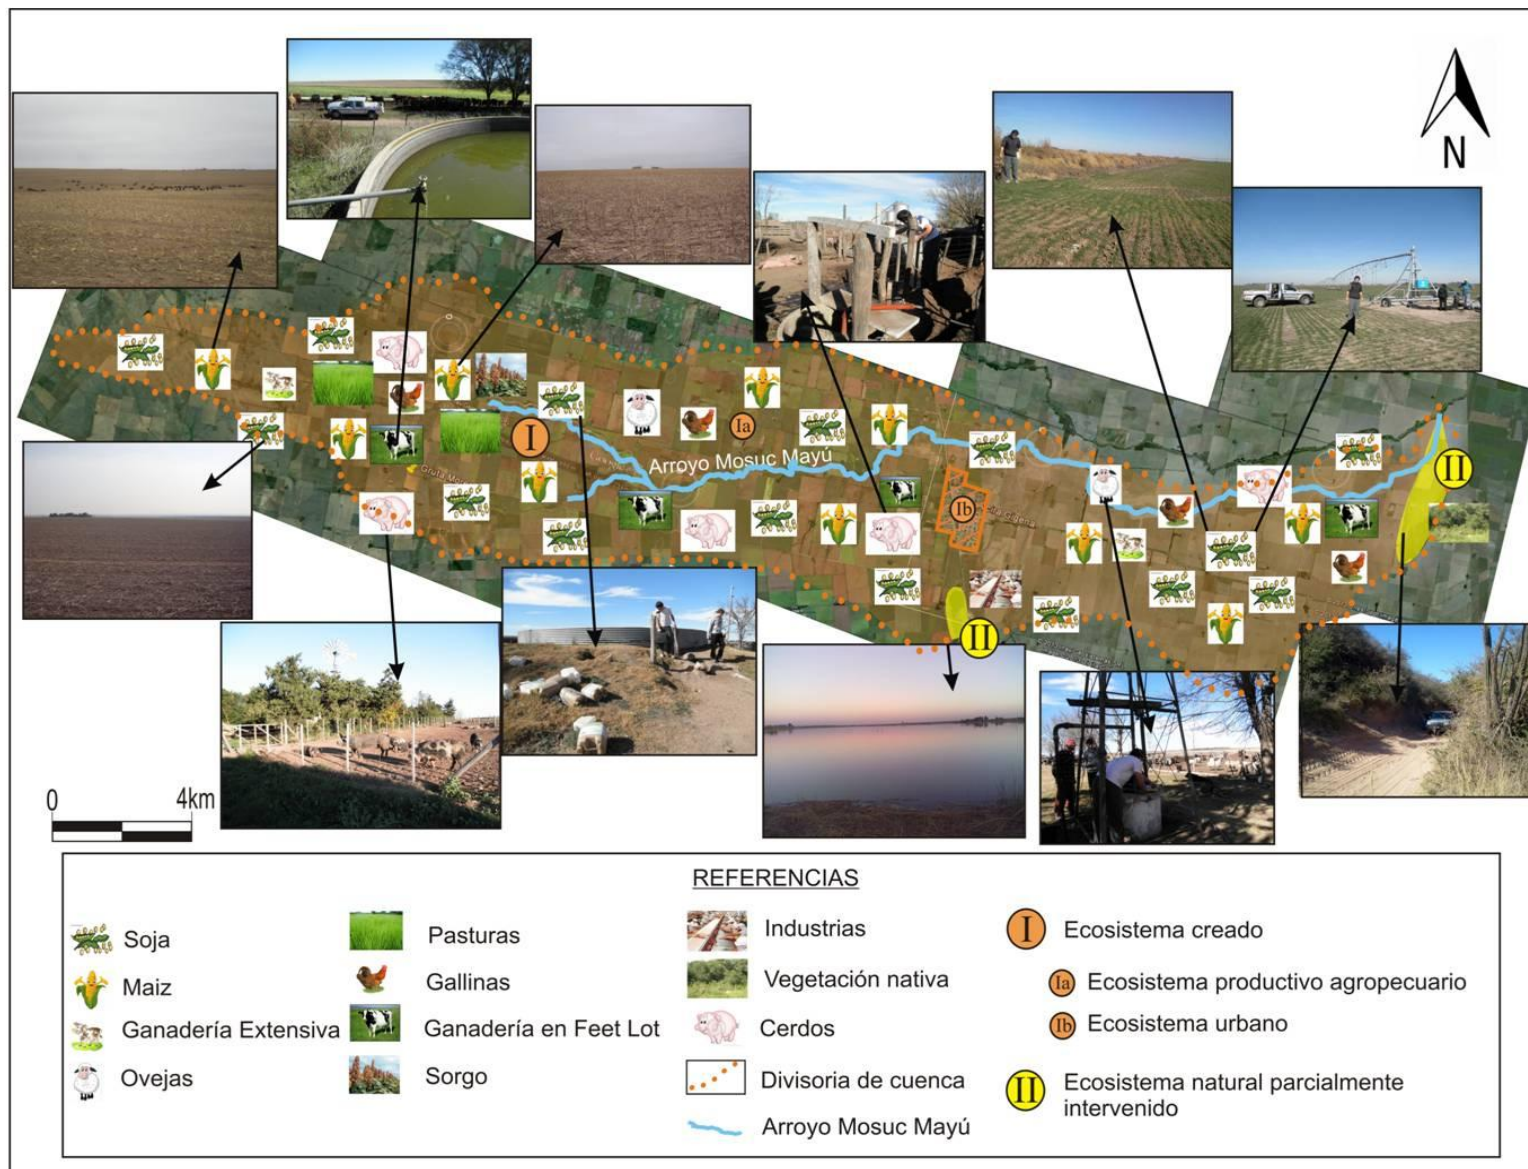 N
I
Ia
Arroyo Mosuc Mayú
Ib
II
II
0 4km
REFERENCIAS
Soja
Maiz
Ganadería Extensiva
Ovejas
Pasturas
Gallinas
Ganadería en Feet Lot
Sorgo
Industrias
Vegetación nativa
Cerdos
Divisoria de cuenca
Arroyo Mosuc Mayú
I Ecosistema creado
Ia Ecosistema productivo agropecuario
Ib Ecosistema urbano
II Ecosistema natural parcialmente
intervenido